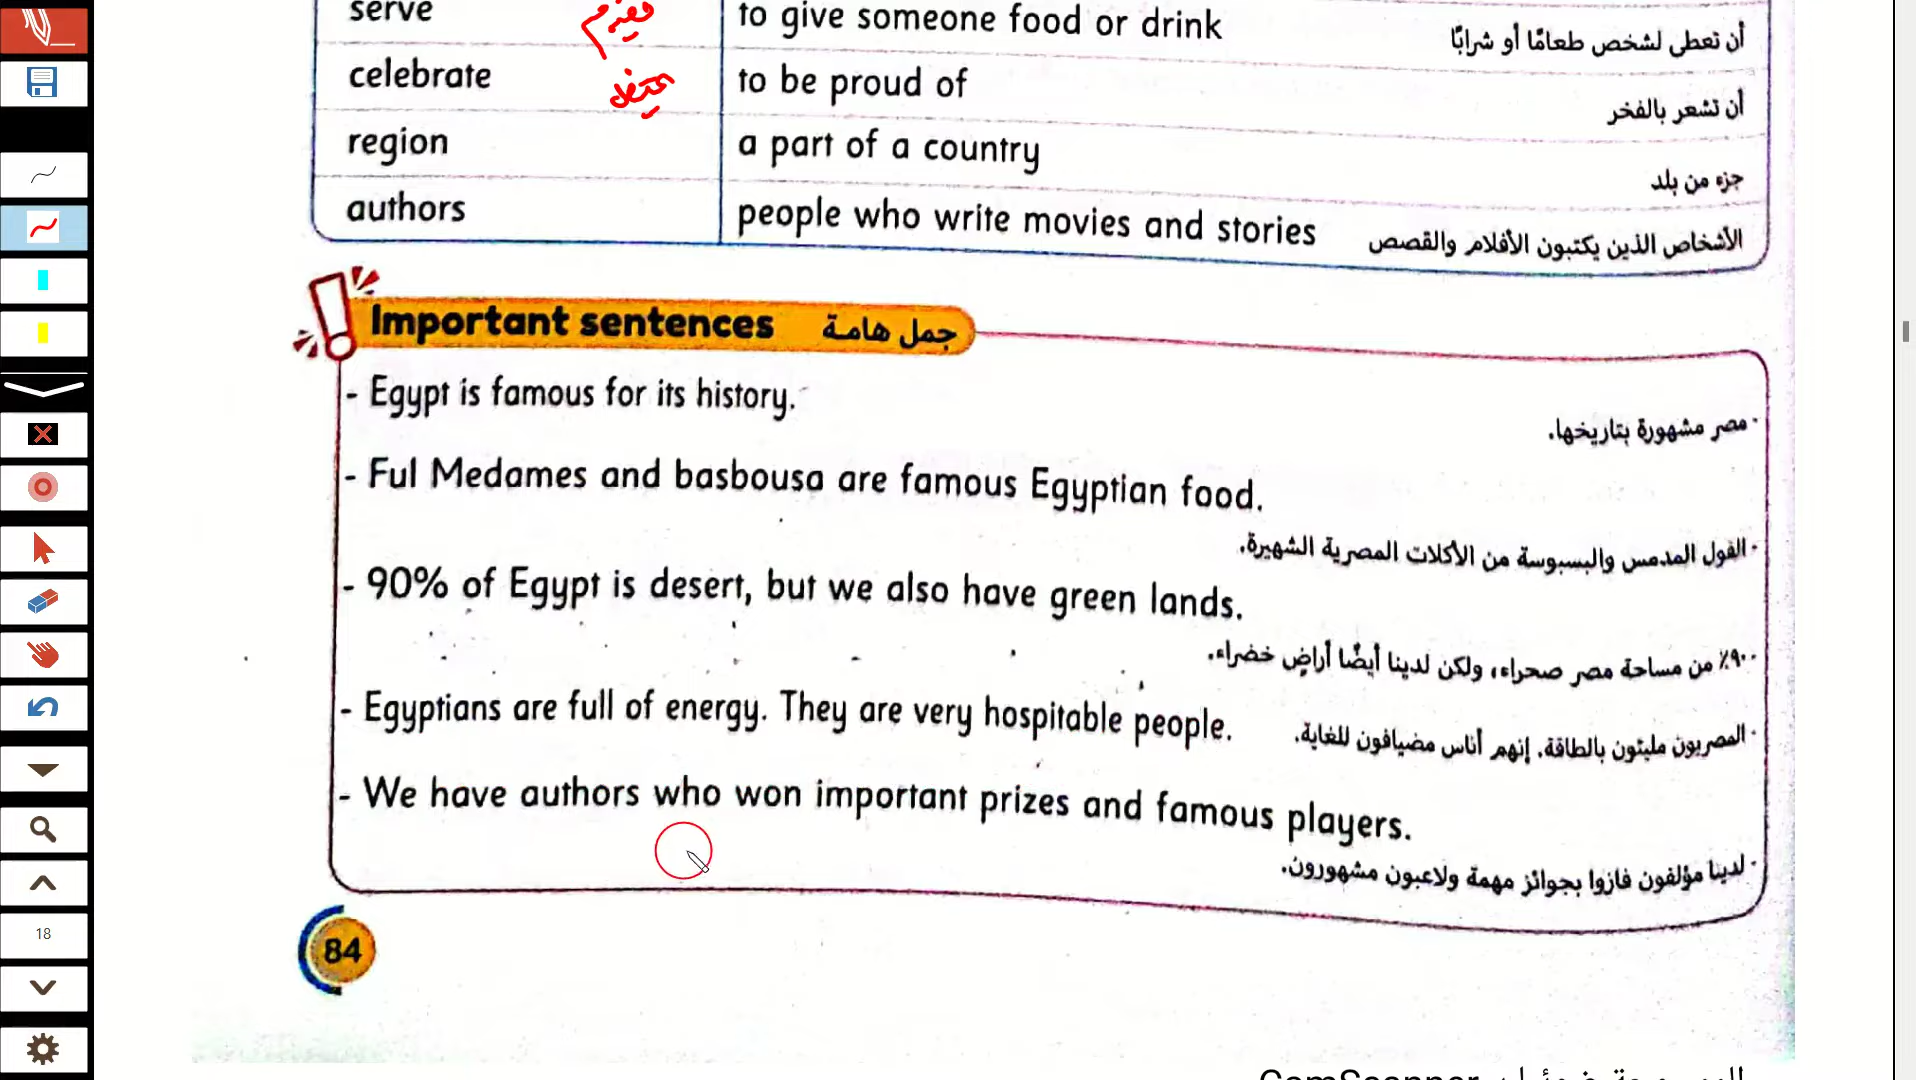 serve يقدم to give someone food or drink أن تعطى لشخص طعامًا أو شرابًا
celebrate يحتفل to be proud of أن تشعر بالفخر
region a part of a country جزء من بلد
authors people who write movies and stories الأشخاص الذين يكتبون الأفلام والقصص
Important sentences جمل هامة
- Egypt is famous for its history.
· مصر مشهورة بتاريخها.
- Ful Medames and basbousa are famous Egyptian food.
· الفول المدمس والبسبوسة من الأكلات المصرية الشهيرة.
- 90% of Egypt is desert, but we also have green lands.
· ٩٠٪ من مساحة مصر صحراء، ولكن لدينا أيضًا أراضٍ خضراء.
- Egyptians are full of energy. They are very hospitable people. · المصريون مليئون بالطاقة. إنهم أناس مضيافون للغاية.
- We have authors who won important prizes and famous players.
· لدينا مؤلفون فازوا بجوائز مهمة ولاعبون مشهورون.
84
18